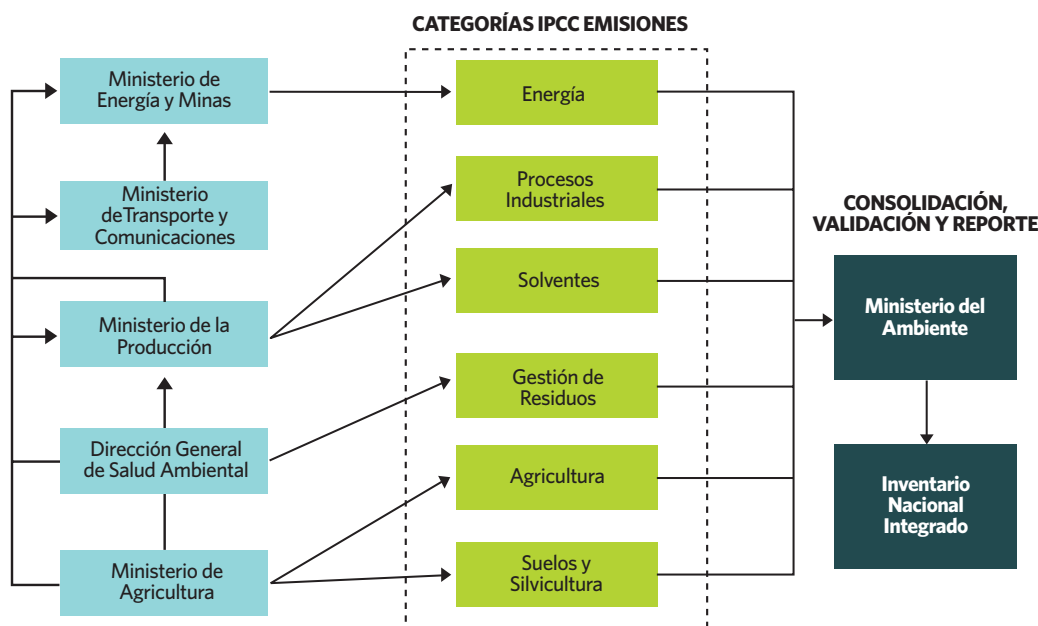 CATEGORÍAS IPCC EMISIONES
Ministerio de
Energía y Minas
Ministerio
deTransporte y
Comunicaciones
Ministerio de la
Producción
Dirección General
de Salud Ambiental
Ministerio de
Agricultura
Energía
Procesos
Industriales
Solventes
Gestión de
Residuos
Agricultura
Suelos y
Silvicultura
CONSOLIDACIÓN,
VALIDACIÓN Y REPORTE
Ministerio del
Ambiente
Inventario
Nacional
Integrado